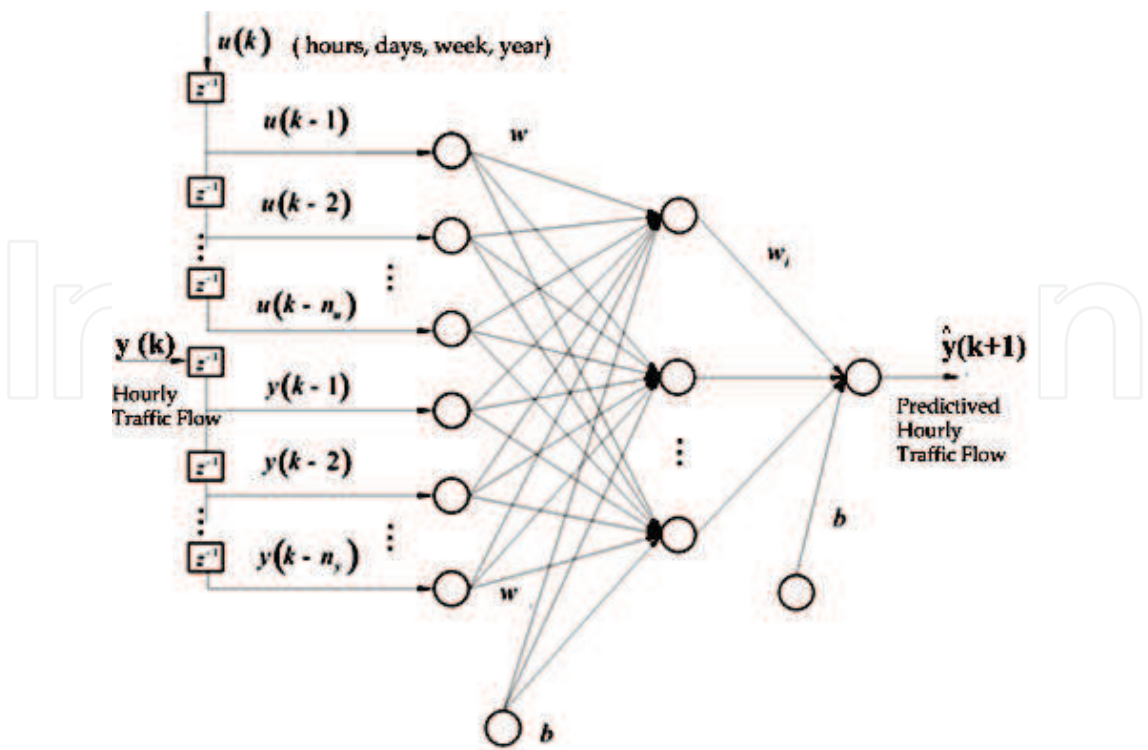 u(k) ( hours, days, week, year)
z⁻¹
u(k - 1)
w
z⁻¹
u(k - 2)
z⁻¹
u(k - nᵤ)
wᵢ
y (k)
z⁻¹
Hourly
Traffic Flow
y(k - 1)
ŷ(k+1)
Predictived
Hourly
Traffic Flow
z⁻¹
y(k - 2)
z⁻¹
y(k - nᵧ)
w
b
b